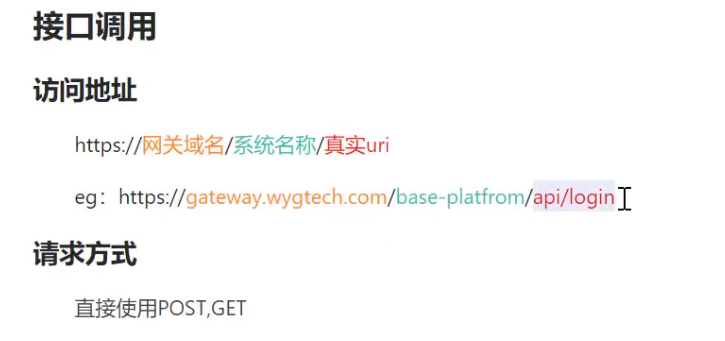 接口调用
访问地址
https://网关域名/系统名称/真实uri
eg：https://gateway.wygtech.com/base-platfrom/api/login
请求方式
直接使用POST,GET